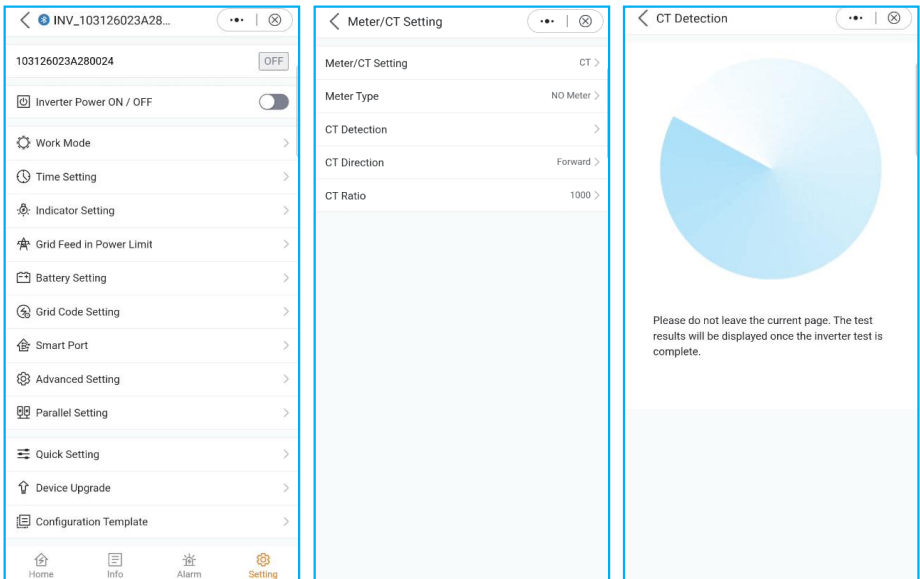 INV_103126023A28...
103126023A280024
OFF
Inverter Power ON / OFF
Work Mode
Time Setting
Indicator Setting
Grid Feed in Power Limit
Battery Setting
Grid Code Setting
Smart Port
Advanced Setting
Parallel Setting
Quick Setting
Device Upgrade
Configuration Template
Home
Info
Alarm
Setting
Meter/CT Setting
Meter/CT Setting CT
Meter Type NO Meter
CT Detection
CT Direction Forward
CT Ratio 1000
CT Detection
Please do not leave the current page. The test
results will be displayed once the inverter test is
complete.